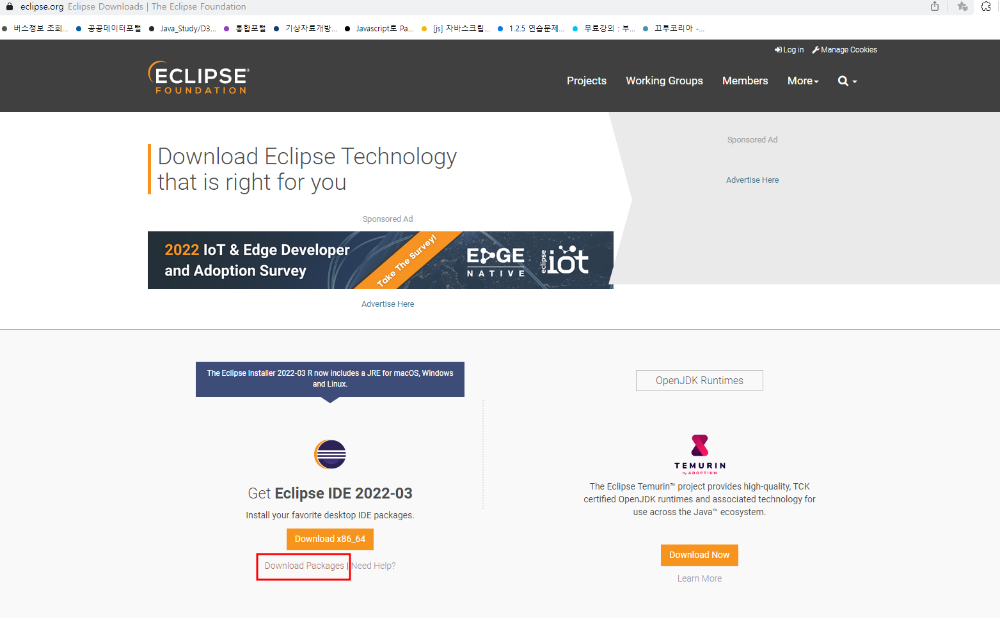 eclipse.org Eclipse Downloads | The Eclipse Foundation
버스정보 조회... 공공데이터포털 Java_Study/D3... 통합포털 기상자료개방... Javascript로 Pa... [js] 자바스크립... 1.2.5 연습문제... 무료강의 : 부... 끄투코리아 -...
Log in Manage Cookies
ECLIPSE®
FOUNDATION
Projects Working Groups Members More
Sponsored Ad
Advertise Here
Download Eclipse Technology
that is right for you
Sponsored Ad
2022 IoT & Edge Developer
and Adoption Survey
Take The Survey!
EDGE
NATIVE
eclipse
iot
Advertise Here
The Eclipse Installer 2022-03 R now includes a JRE for macOS, Windows
and Linux.
Get Eclipse IDE 2022-03
Install your favorite desktop IDE packages.
Download x86_64
Download Packages | Need Help?
OpenJDK Runtimes
TEMURIN
by ADOPTIUM
The Eclipse Temurin™ project provides high-quality, TCK
certified OpenJDK runtimes and associated technology for
use across the Java™ ecosystem.
Download Now
Learn More